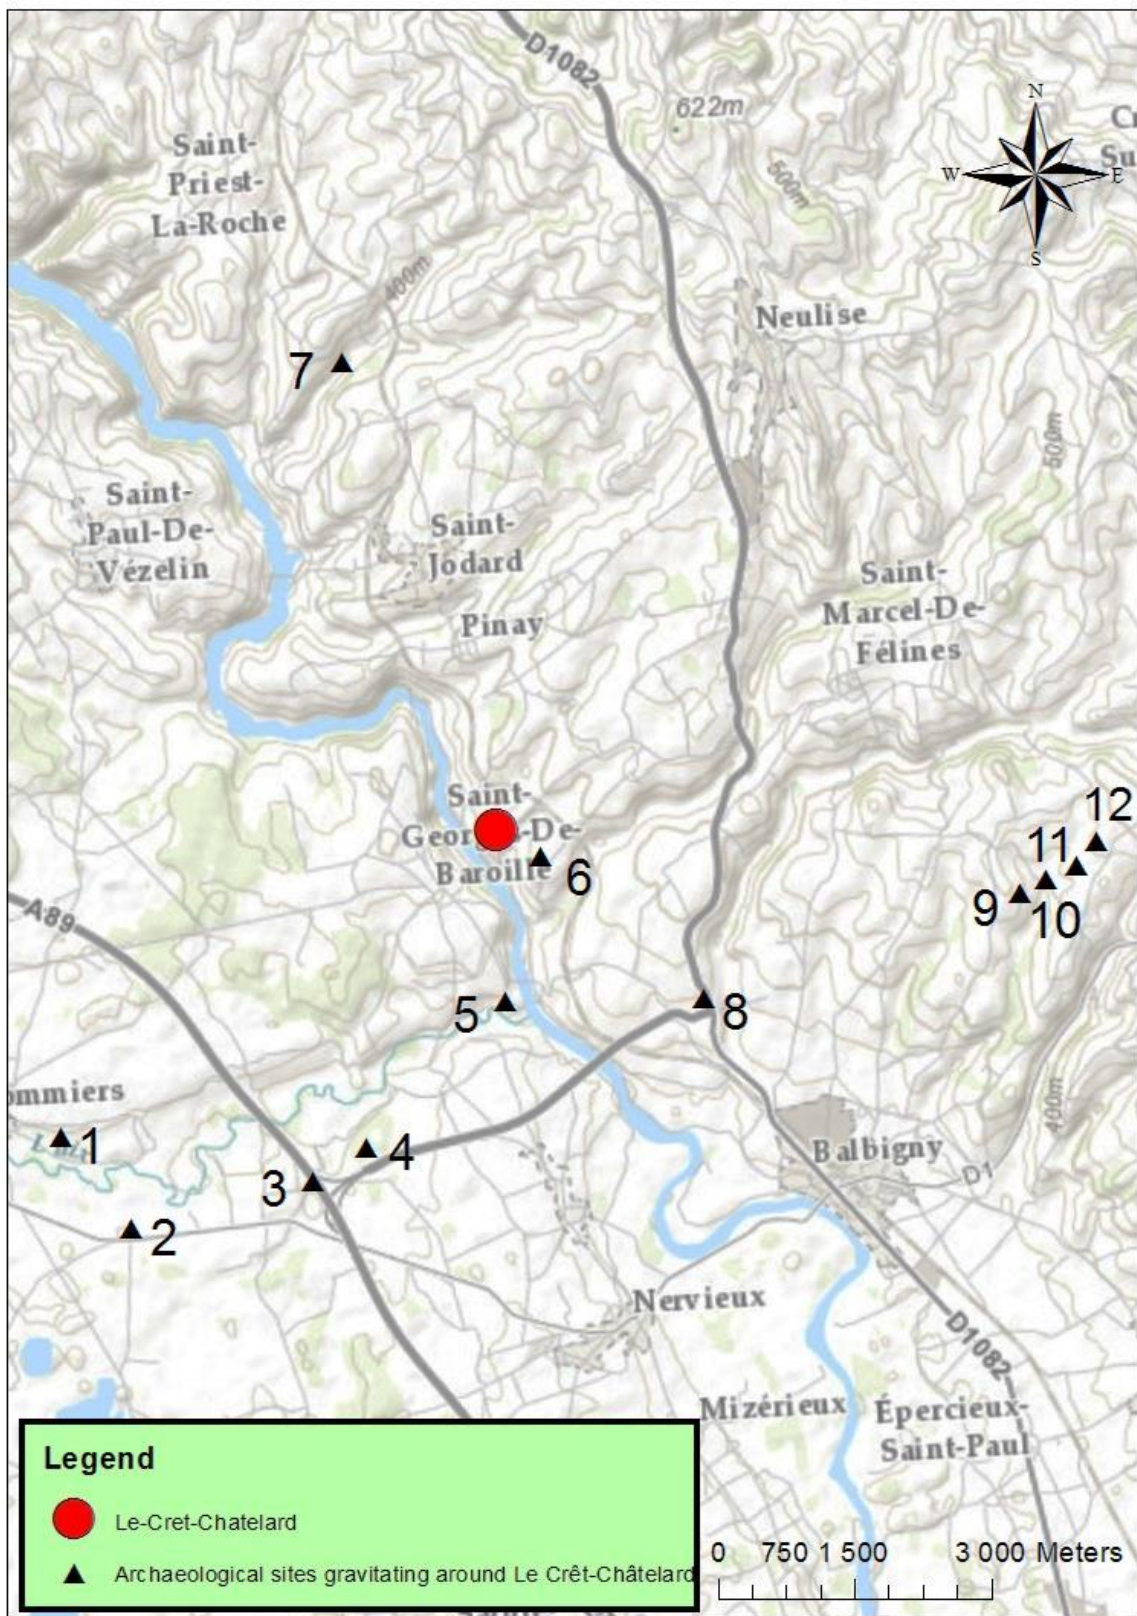 D1082
622m
N
Saint-
Priest-
La-Roche
W
E
500m
S
400m
Neulise
7
500m
Saint-
Paul-De-
Vézelin
Saint-
Jodard
Pinay
Saint-
Marcel-De-
Félines
Saint-
-De-
Baroille
6
12
11
9
10
A89
5
8
ommiers
1
4
400m
Balbigny
D1
3
2
Nervieux
D1082
Mizérieux
Épercieux-
Saint-Paul
Legend
Le-Cret-Chatelard
Archaeological sites gravitating around Le Crêt-Châtelard
0 750 1 500 3 000 Meters